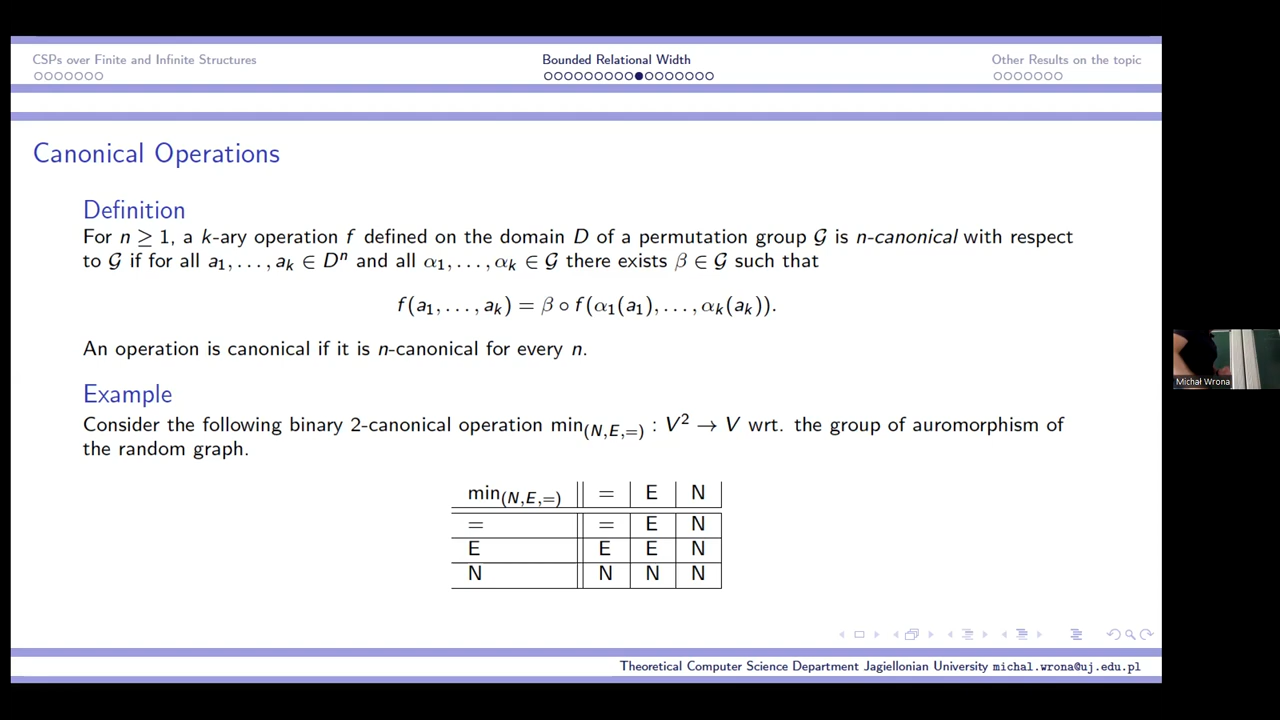 CSPs over Finite and Infinite Structures
Bounded Relational Width
Other Results on the topic
Canonical Operations
Definition
For n ≥ 1, a k-ary operation f defined on the domain D of a permutation group 𝒢 is n-canonical with respect
to 𝒢 if for all a₁, . . . , aₖ ∈ Dⁿ and all α₁, . . . , αₖ ∈ 𝒢 there exists β ∈ 𝒢 such that
f(a₁, . . . , aₖ) = β ∘ f(α₁(a₁), . . . , αₖ(aₖ)).
An operation is canonical if it is n-canonical for every n.
Example
Consider the following binary 2-canonical operation min(N,E,=) : V² → V wrt. the group of auromorphism of
the random graph.
min(N,E,=) = E N
= = E N
E E E N
N N N N
Theoretical Computer Science Department Jagiellonian University michal.wrona@uj.edu.pl
Michał Wrona